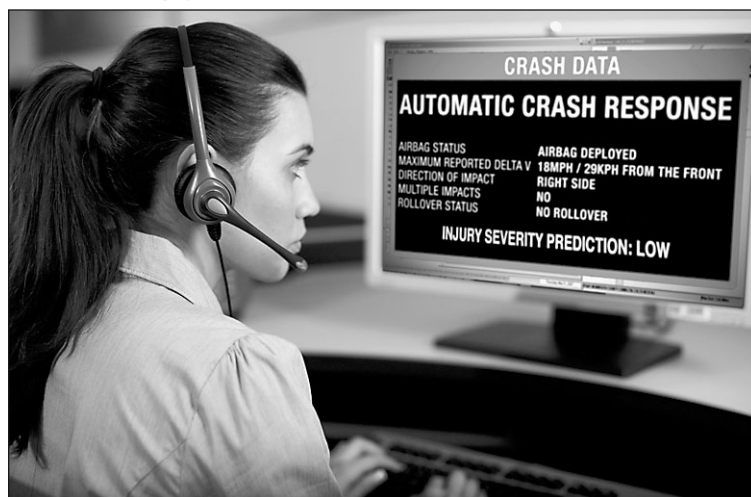 CRASH DATA
AUTOMATIC CRASH RESPONSE
AIRBAG STATUS AIRBAG DEPLOYED
MAXIMUM REPORTED DELTA V 18MPH / 29KPH FROM THE FRONT
DIRECTION OF IMPACT RIGHT SIDE
MULTIPLE IMPACTS NO
ROLLOVER STATUS NO ROLLOVER
INJURY SEVERITY PREDICTION: LOW